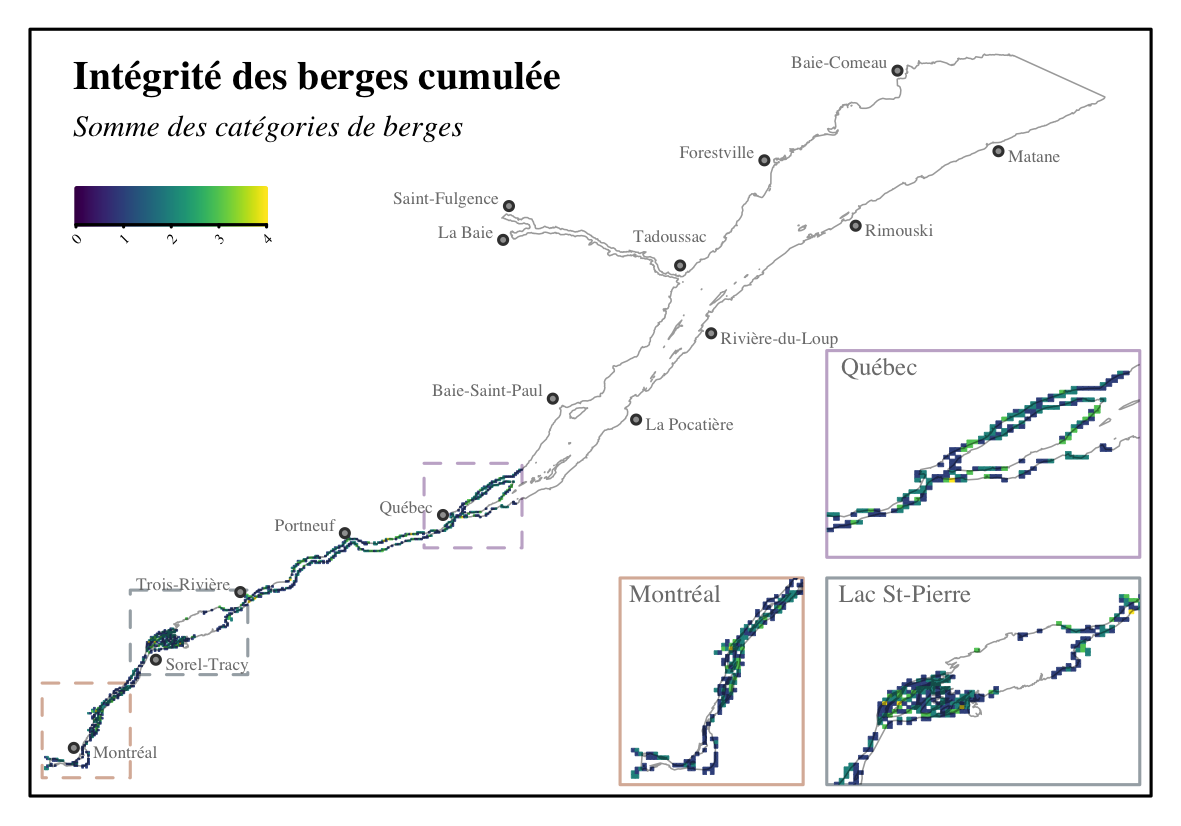 Intégrité des berges cumulée
Somme des catégories de berges
0 1 2 3 4
Baie-Comeau
Forestville
Matane
Saint-Fulgence
La Baie
Tadoussac
Rimouski
Rivière-du-Loup
Baie-Saint-Paul
La Pocatière
Québec
Portneuf
Trois-Rivière
Sorel-Tracy
Montréal
Québec
Montréal
Lac St-Pierre